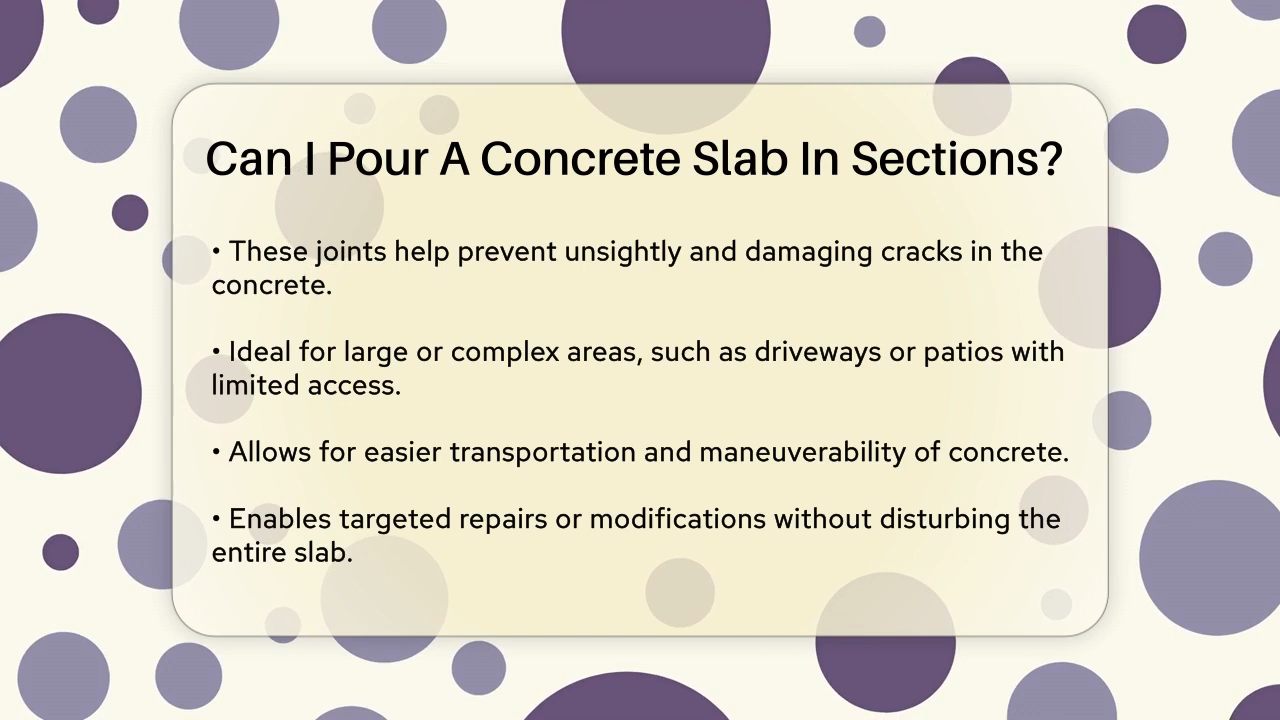 Can I Pour A Concrete Slab In Sections?
• These joints help prevent unsightly and damaging cracks in the
concrete.
• Ideal for large or complex areas, such as driveways or patios with
limited access.
• Allows for easier transportation and maneuverability of concrete.
• Enables targeted repairs or modifications without disturbing the
entire slab.